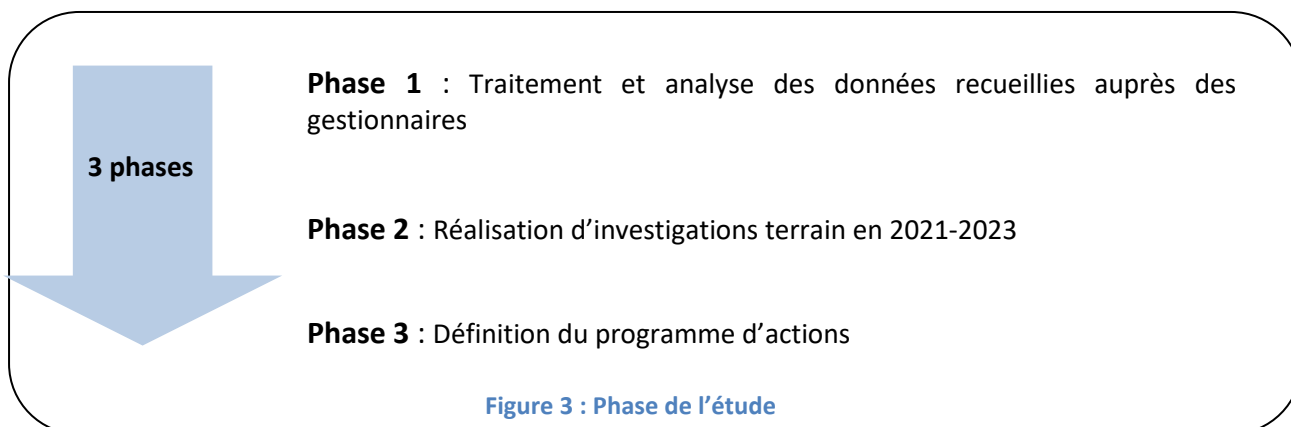 Phase 1 : Traitement et analyse des données recueillies auprès des
gestionnaires
3 phases
Phase 2 : Réalisation d’investigations terrain en 2021-2023
Phase 3 : Définition du programme d’actions
Figure 3 : Phase de l’étude